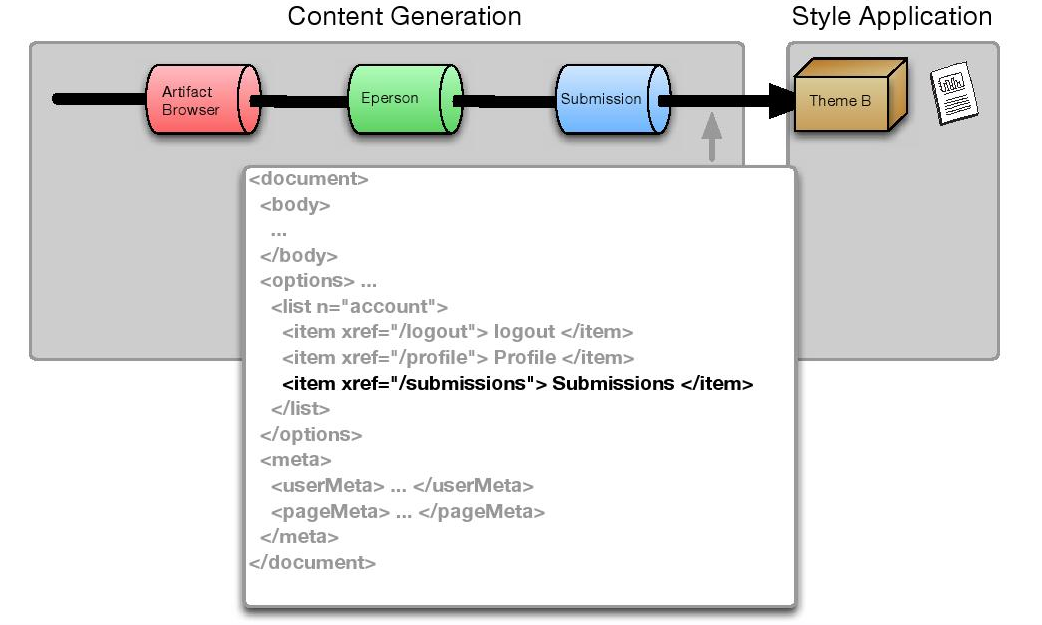 Content Generation
Style Application
Artifact
Browser
Eperson
Submission
Theme B
<document>
<body>
...
</body>
<options> ...
<list n="account">
<item xref="/logout"> logout </item>
<item xref="/profile"> Profile </item>
<item xref="/submissions"> Submissions </item>
</list>
</options>
<meta>
<userMeta> ... </userMeta>
<pageMeta> ... </pageMeta>
</meta>
</document>